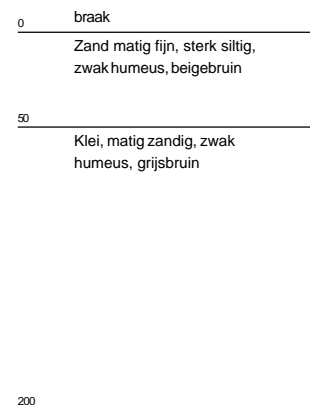 0 braak
Zand matig fijn, sterk siltig,
zwak humeus, beigebruin
50
Klei, matig zandig, zwak
humeus, grijsbruin
200